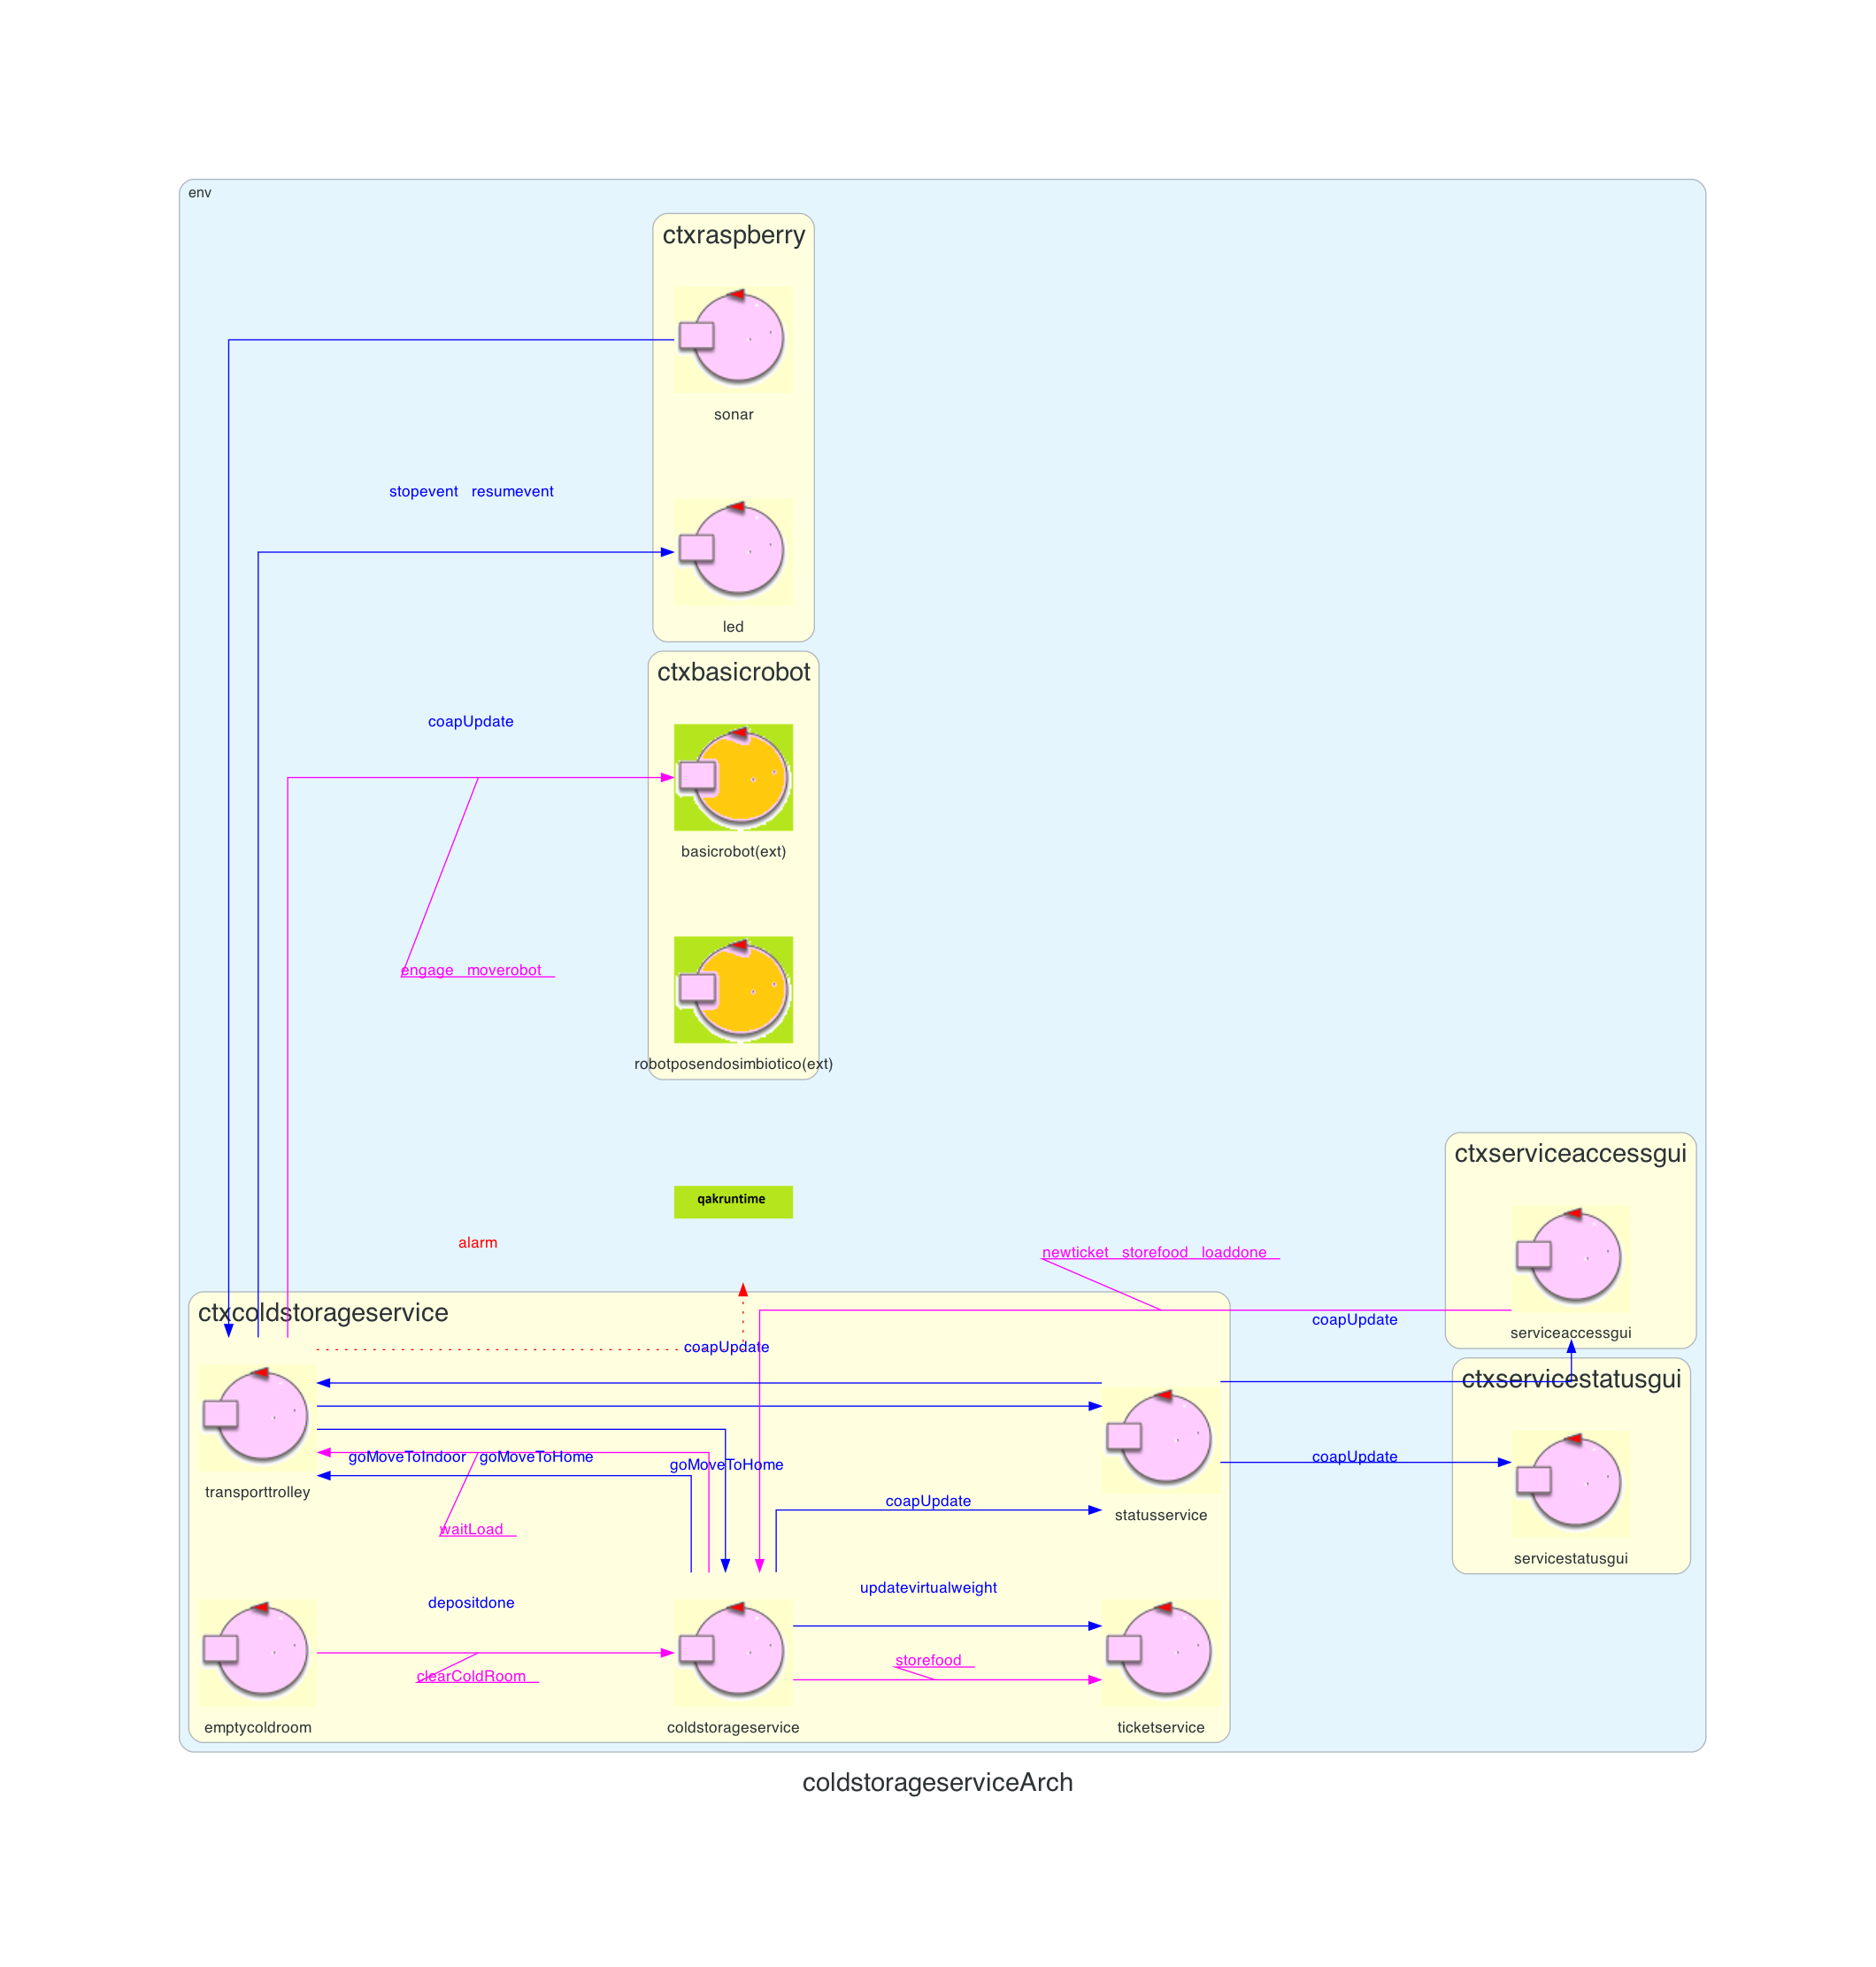 env
ctxraspberry
sonar
stopevent resumevent
led
ctxbasicrobot
coapUpdate
basicrobot(ext)
engage moverobot
robotposendosimbiotico(ext)
ctxserviceaccessgui
qakruntime
alarm
newticket storefood loaddone
ctxcoldstorageservice
coapUpdate
serviceaccessgui
coapUpdate
ctxservicestatusgui
goMoveToIndoor goMoveToHome
goMoveToHome
coapUpdate
transporttrolley
coapUpdate
statusservice
waitLoad
servicestatusgui
updatevirtualweight
depositdone
storefood
clearColdRoom
emptycoldroom
coldstorageservice
ticketservice
coldstorageserviceArch